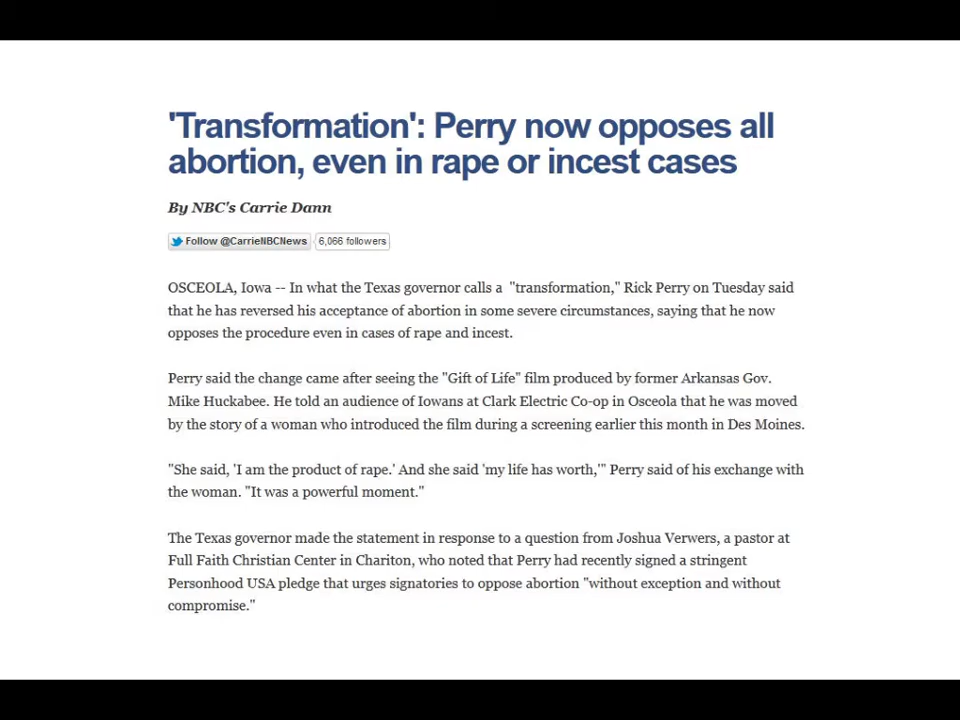 'Transformation': Perry now opposes all
abortion, even in rape or incest cases
By NBC's Carrie Dann
Follow @CarrieNBCNews 6,066 followers
OSCEOLA, Iowa -- In what the Texas governor calls a  "transformation," Rick Perry on Tuesday said
that he has reversed his acceptance of abortion in some severe circumstances, saying that he now
opposes the procedure even in cases of rape and incest.
Perry said the change came after seeing the "Gift of Life" film produced by former Arkansas Gov.
Mike Huckabee. He told an audience of Iowans at Clark Electric Co-op in Osceola that he was moved
by the story of a woman who introduced the film during a screening earlier this month in Des Moines.
"She said, 'I am the product of rape.' And she said 'my life has worth,'" Perry said of his exchange with
the woman. "It was a powerful moment."
The Texas governor made the statement in response to a question from Joshua Verwers, a pastor at
Full Faith Christian Center in Chariton, who noted that Perry had recently signed a stringent
Personhood USA pledge that urges signatories to oppose abortion "without exception and without
compromise."